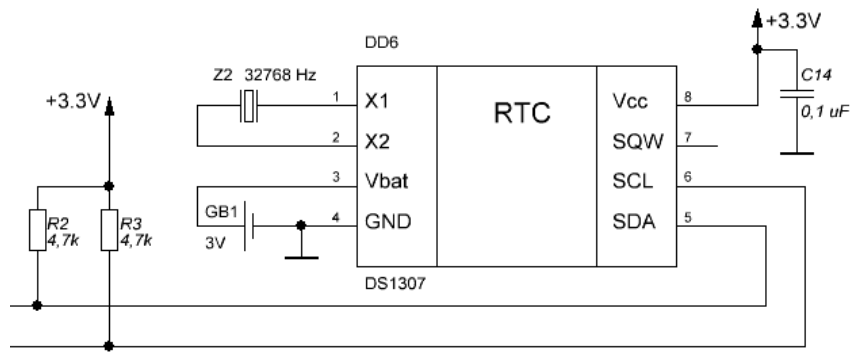 +3.3V
DD6
Z2 32768 Hz
C14
0,1 uF
+3.3V
1 X1
RTC
Vcc 8
2 X2
SQW 7
3 Vbat
SCL 6
GB1
3V
4 GND
SDA 5
R2
4,7k
R3
4,7k
DS1307